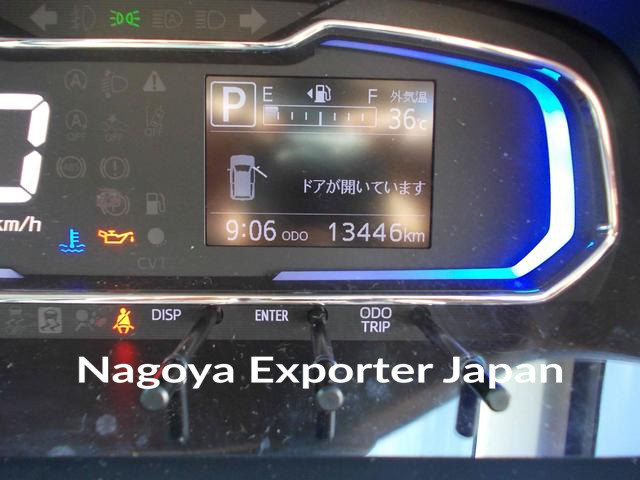 P
E
F
外気温
36℃
ドアが開いています
9:06 ODO 13446km
km/h
CVT
DISP
ENTER
ODO
TRIP
Nagoya Exporter Japan